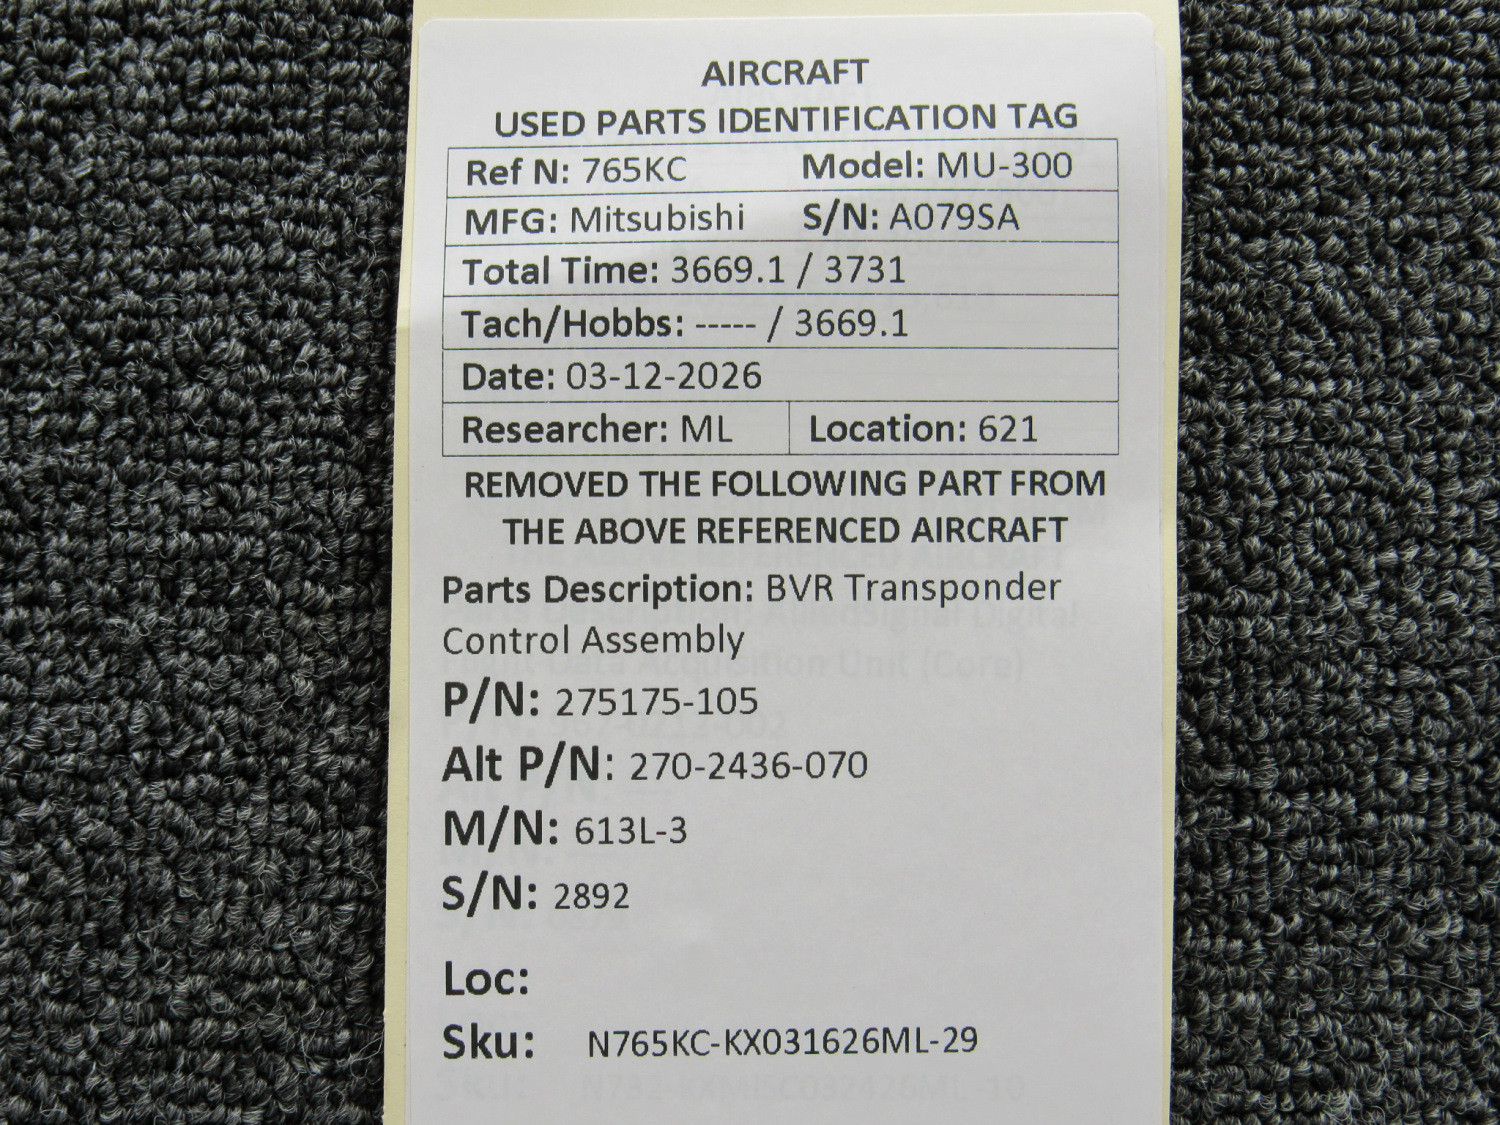 AIRCRAFT
USED PARTS IDENTIFICATION TAG
Ref N: 765KC Model: MU-300
MFG: Mitsubishi S/N: A079SA
Total Time: 3669.1 / 3731
Tach/Hobbs: ----- / 3669.1
Date: 03-12-2026
Researcher: ML Location: 621
REMOVED THE FOLLOWING PART FROM
THE ABOVE REFERENCED AIRCRAFT
Parts Description: BVR Transponder
Control Assembly
P/N: 275175-105
Alt P/N: 270-2436-070
M/N: 613L-3
S/N: 2892
Loc:
Sku: N765KC-KX031626ML-29